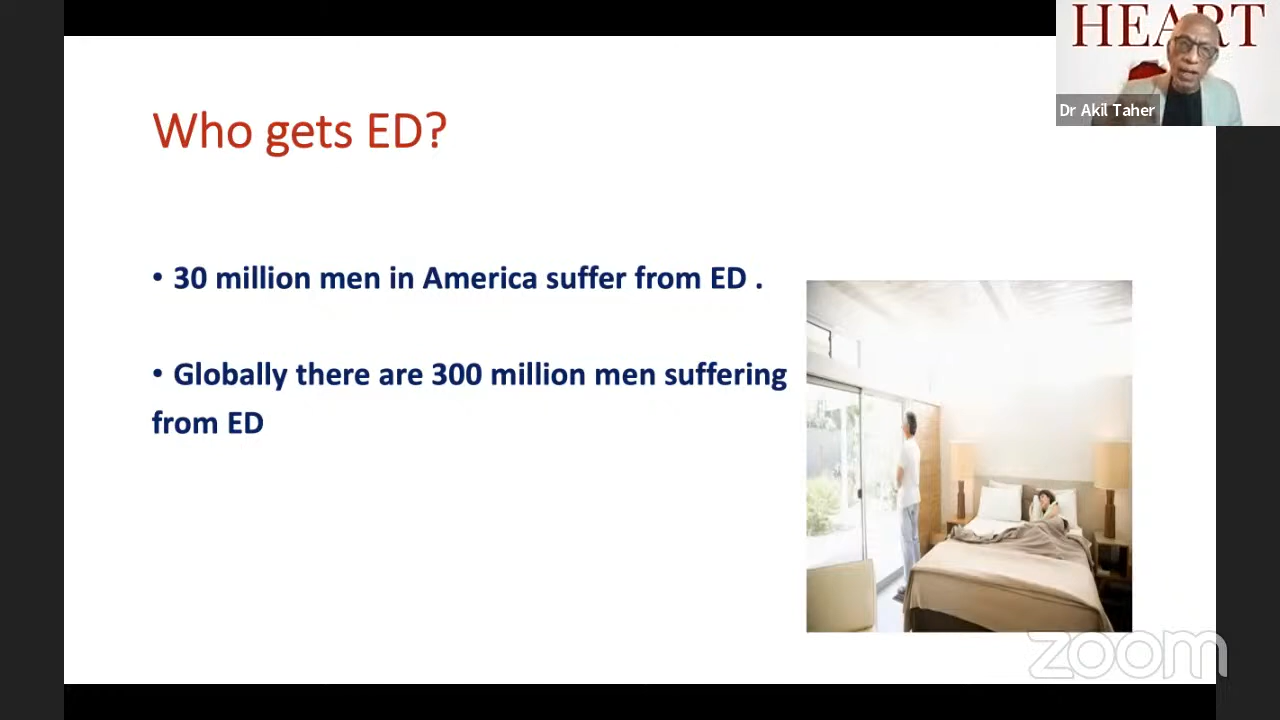 HEART
Dr Akil Taher
Who gets ED?
• 30 million men in America suffer from ED .
• Globally there are 300 million men suffering
from ED
zoom